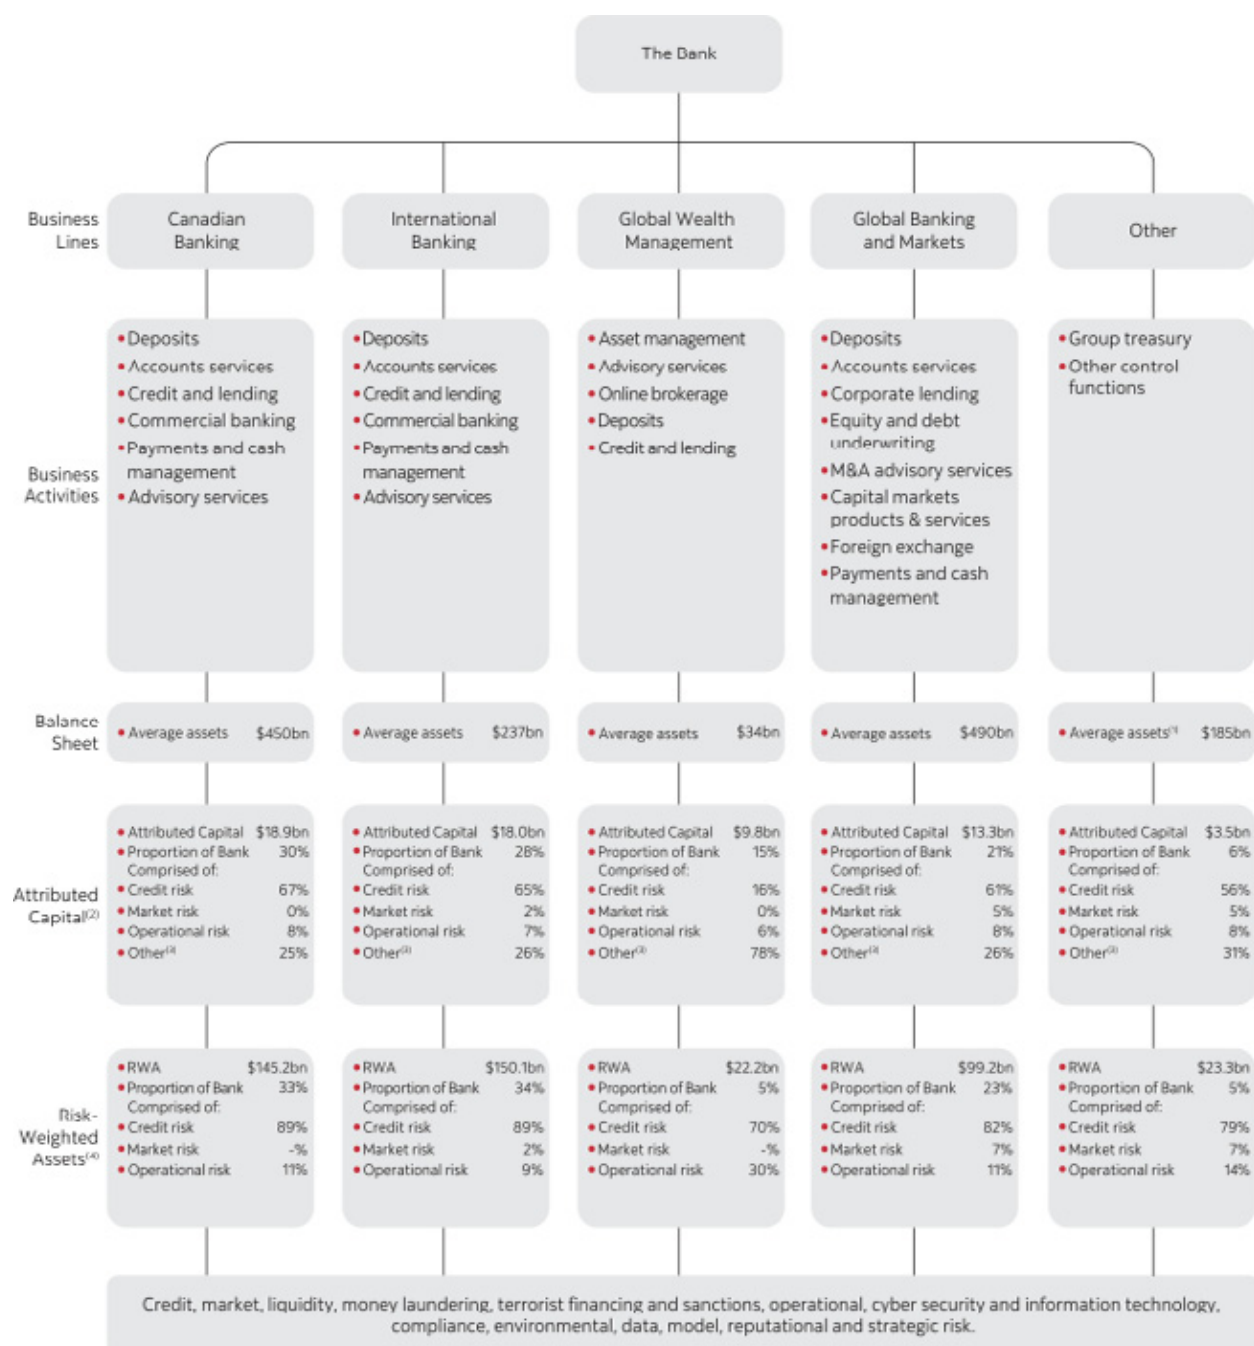 The Bank
Business
Lines
Canadian
Banking
International
Banking
Global Wealth
Management
Global Banking
and Markets
Other
Business
Activities
• Deposits
• Accounts services
• Credit and lending
• Commercial banking
• Payments and cash
management
• Advisory services
• Deposits
• Accounts services
• Credit and lending
• Commercial banking
• Payments and cash
management
• Advisory services
• Asset management
• Advisory services
• Online brokerage
• Deposits
• Credit and lending
• Deposits
• Accounts services
• Corporate lending
• Equity and debt
underwriting
• M&A advisory services
• Capital markets
products & services
• Foreign exchange
• Payments and cash
management
• Group treasury
• Other control
functions
Balance
Sheet
• Average assets $450bn
• Average assets $237bn
• Average assets $34bn
• Average assets $490bn
• Average assets(1) $185bn
Attributed
Capital(2)
• Attributed Capital $18.9bn
• Proportion of Bank 30%
Comprised of:
• Credit risk 67%
• Market risk 0%
• Operational risk 8%
• Other(3) 25%
• Attributed Capital $18.0bn
• Proportion of Bank 28%
Comprised of:
• Credit risk 65%
• Market risk 2%
• Operational risk 7%
• Other(3) 26%
• Attributed Capital $9.8bn
• Proportion of Bank 15%
Comprised of:
• Credit risk 16%
• Market risk 0%
• Operational risk 6%
• Other(3) 78%
• Attributed Capital $13.3bn
• Proportion of Bank 21%
Comprised of:
• Credit risk 61%
• Market risk 5%
• Operational risk 8%
• Other(3) 26%
• Attributed Capital $3.5bn
• Proportion of Bank 6%
Comprised of:
• Credit risk 56%
• Market risk 5%
• Operational risk 8%
• Other(3) 31%
Risk-
Weighted
Assets(4)
• RWA $145.2bn
• Proportion of Bank 33%
Comprised of:
• Credit risk 89%
• Market risk -%
• Operational risk 11%
• RWA $150.1bn
• Proportion of Bank 34%
Comprised of:
• Credit risk 89%
• Market risk 2%
• Operational risk 9%
• RWA $22.2bn
• Proportion of Bank 5%
Comprised of:
• Credit risk 70%
• Market risk -%
• Operational risk 30%
• RWA $99.2bn
• Proportion of Bank 23%
Comprised of:
• Credit risk 82%
• Market risk 7%
• Operational risk 11%
• RWA $23.3bn
• Proportion of Bank 5%
Comprised of:
• Credit risk 79%
• Market risk 7%
• Operational risk 14%
Credit, market, liquidity, money laundering, terrorist financing and sanctions, operational, cyber security and information technology,
compliance, environmental, data, model, reputational and strategic risk.